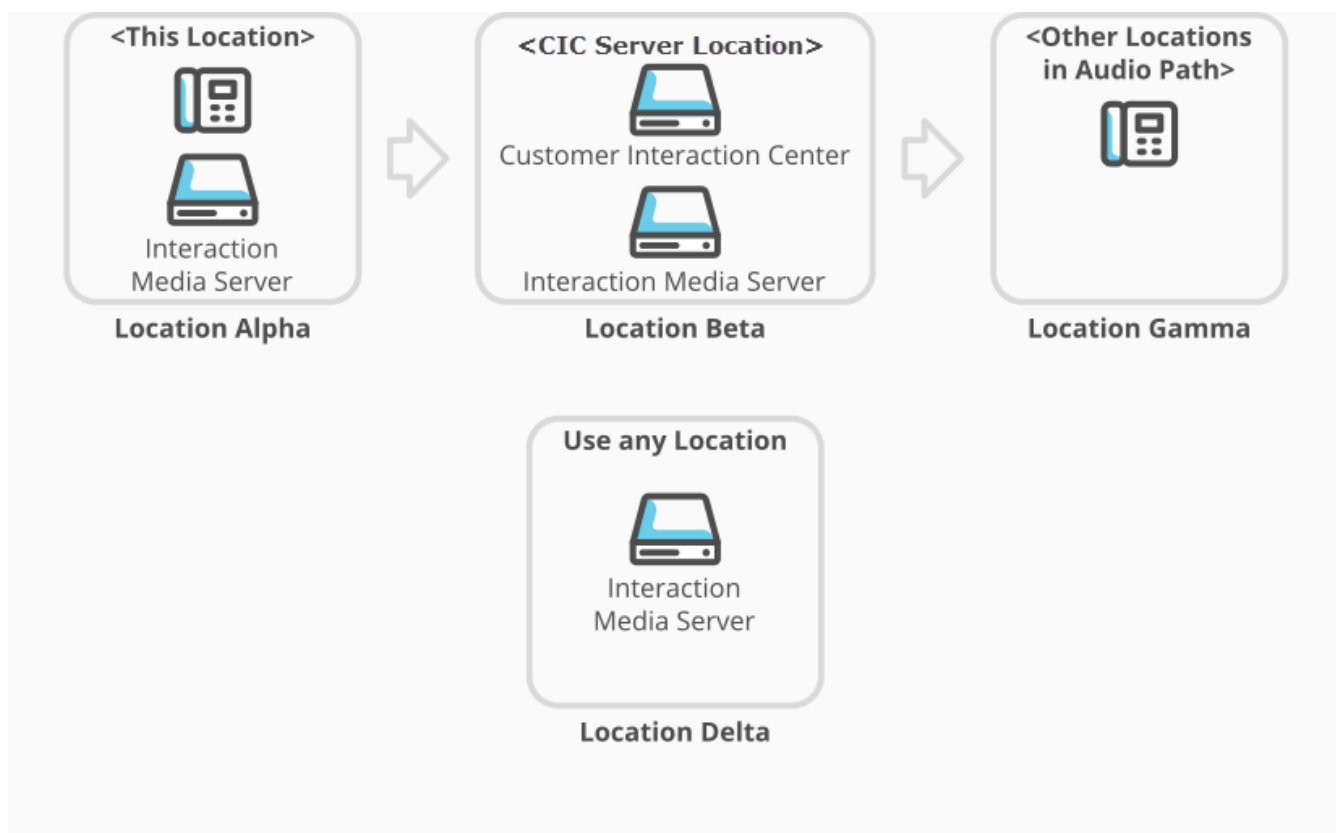 <This Location>
Interaction
Media Server
Location Alpha
<CIC Server Location>
Customer Interaction Center
Interaction Media Server
Location Beta
<Other Locations
in Audio Path>
Location Gamma
Use any Location
Interaction
Media Server
Location Delta